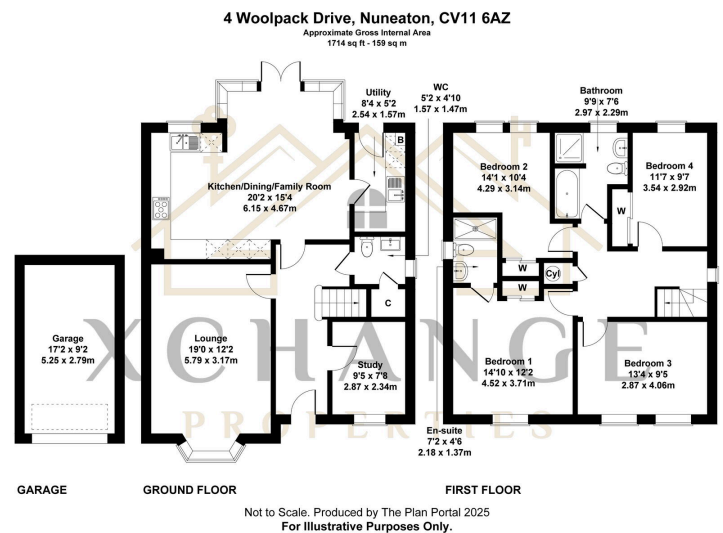 4 Woolpack Drive, Nuneaton, CV11 6AZ
Approximate Gross Internal Area
1714 sq ft - 159 sq m
Utility
8'4 x 5'2
2.54 x 1.57m
WC
5'2 x 4'10
1.57 x 1.47m
Bathroom
9'9 x 7'6
2.97 x 2.29m
B
Kitchen/Dining/Family Room
20'2 x 15'4
6.15 x 4.67m
Bedroom 2
14'1 x 10'4
4.29 x 3.14m
Bedroom 4
11'7 x 9'7
3.54 x 2.92m
W
W
Cyl
W
C
Garage
17'2 x 9'2
5.25 x 2.79m
Lounge
19'0 x 12'2
5.79 x 3.17m
Study
9'5 x 7'8
2.87 x 2.34m
Bedroom 1
14'10 x 12'2
4.52 x 3.71m
Bedroom 3
13'4 x 9'5
2.87 x 4.06m
XCHANGE
PROPERTIES
En-suite
7'2 x 4'6
2.18 x 1.37m
GARAGE
GROUND FLOOR
FIRST FLOOR
Not to Scale. Produced by The Plan Portal 2025
For Illustrative Purposes Only.